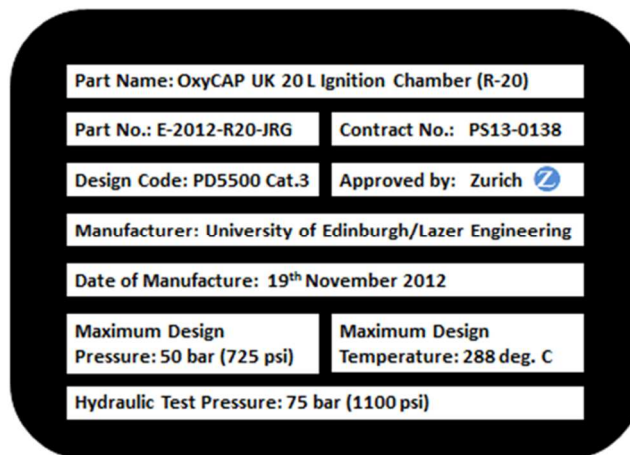 Part Name: OxyCAP UK 20 L Ignition Chamber (R-20)
Part No.: E-2012-R20-JRG
Contract No.: PS13-0138
Design Code: PD5500 Cat.3
Approved by: Zurich Z
Manufacturer: University of Edinburgh/Lazer Engineering
Date of Manufacture: 19th November 2012
Maximum Design
Pressure: 50 bar (725 psi)
Maximum Design
Temperature: 288 deg. C
Hydraulic Test Pressure: 75 bar (1100 psi)